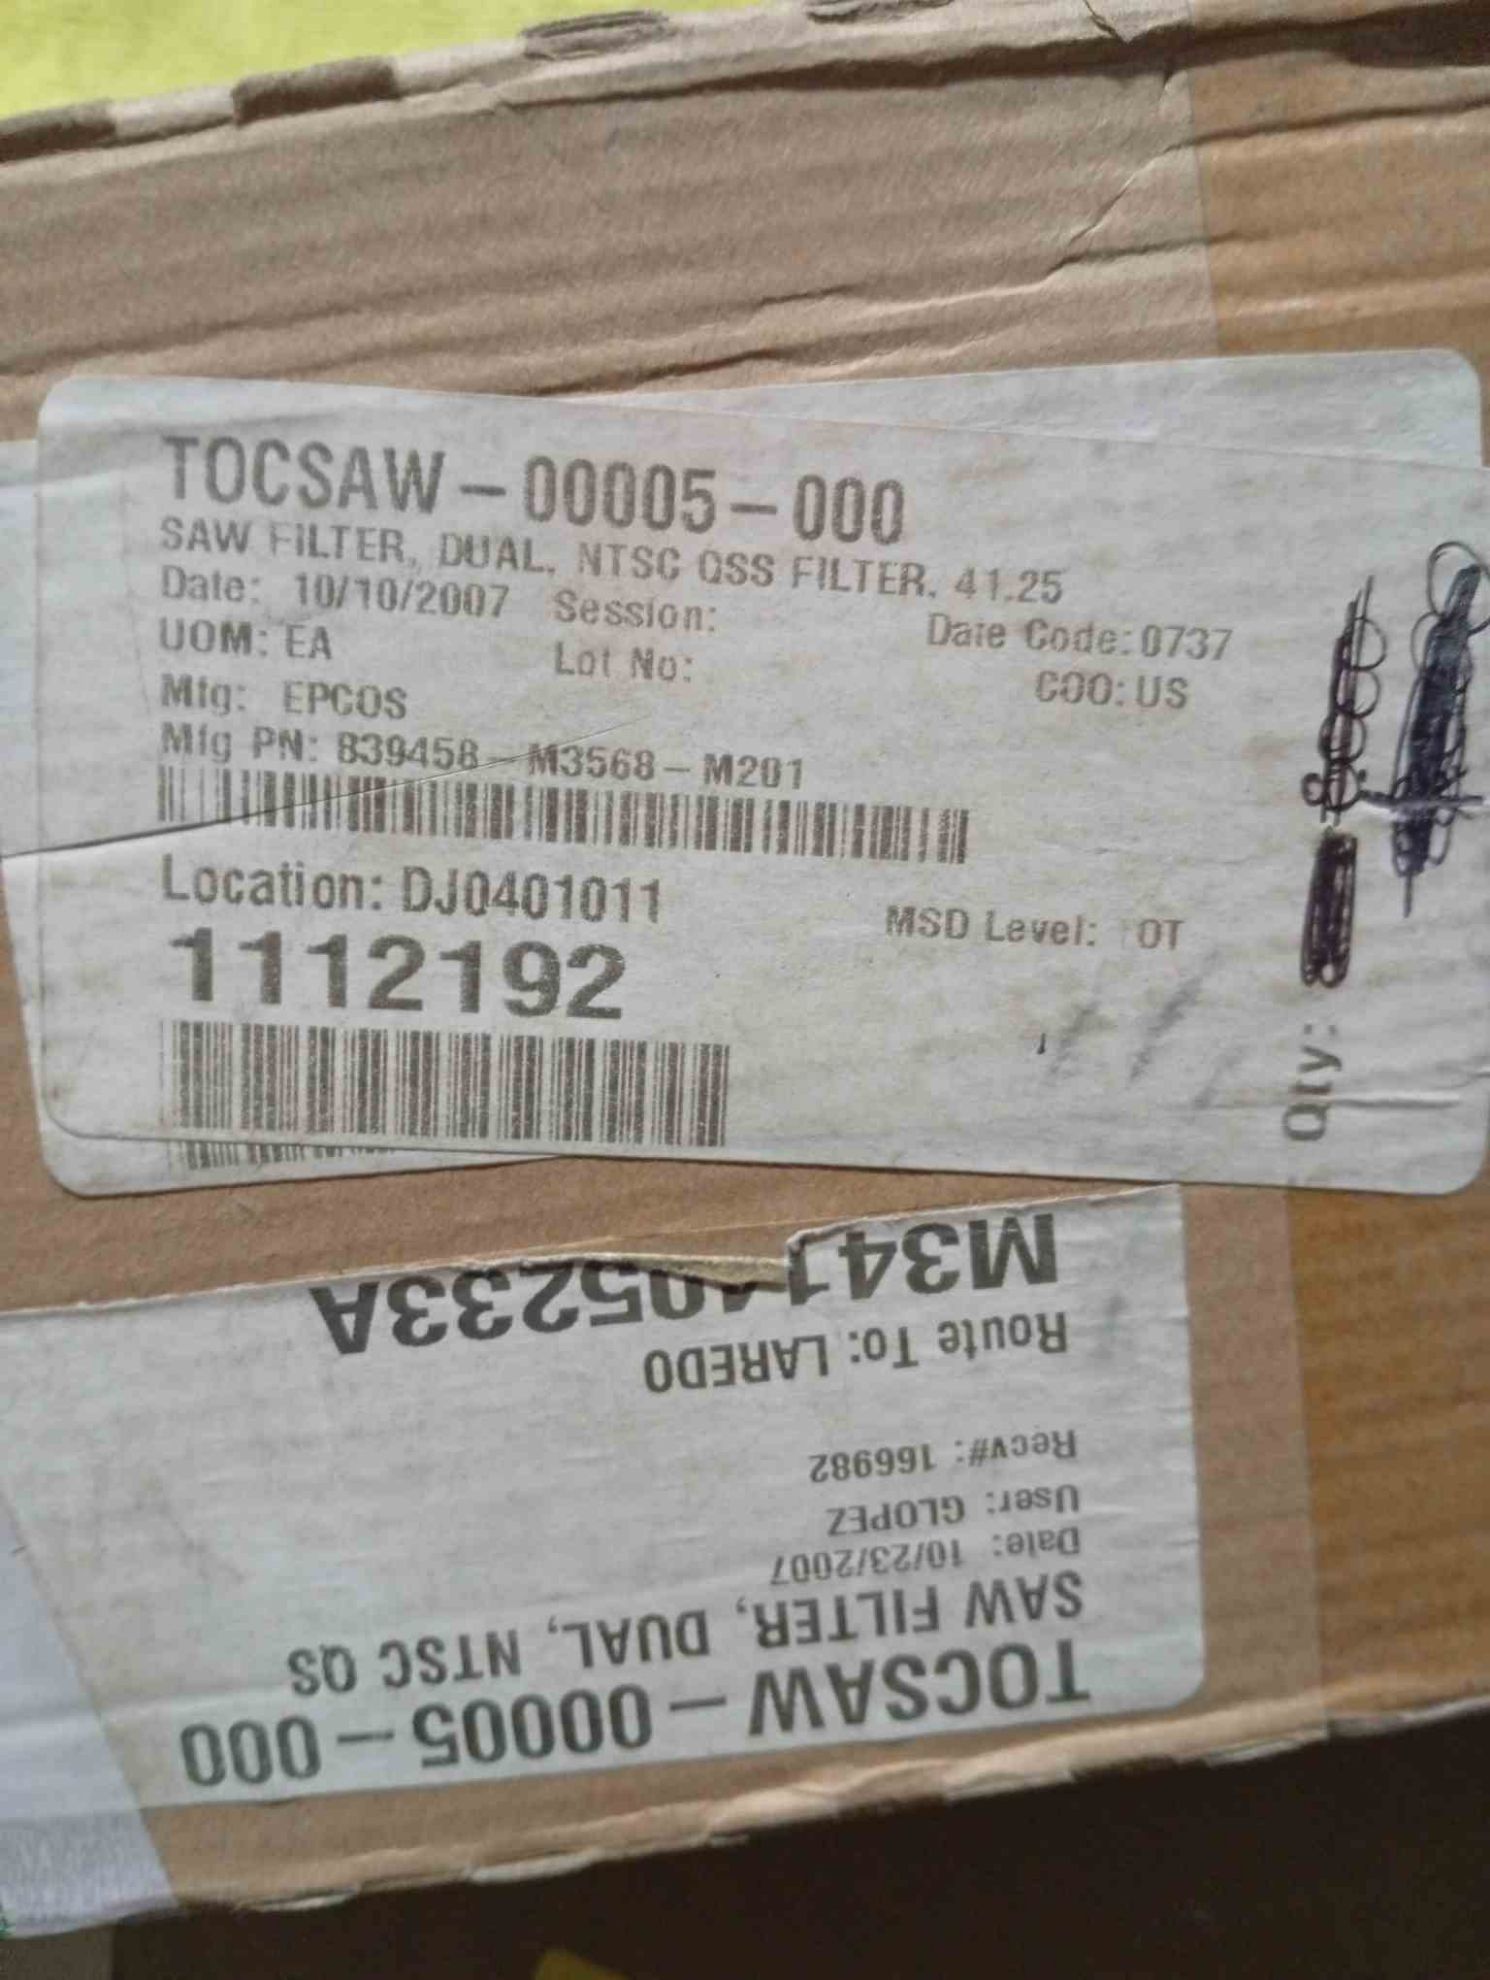 TOCSAW-00005-000
SAW FILTER, DUAL, NTSC QSS FILTER, 41.25
Date: 10/10/2007 Session: Date Code: 0737
UOM: EA Lot No: COO: US
Mfg: EPCOS
Mfg PN: B39458-M3568-M201
Location: DJ0401011
MSD Level: OT
1112192
Qty:
TOCSAW-00005-000
SAW FILTER, DUAL, NTSC QS
Date: 10/23/2007
User: GLOPEZ
Recv#: 166982
Route To: LAREDO